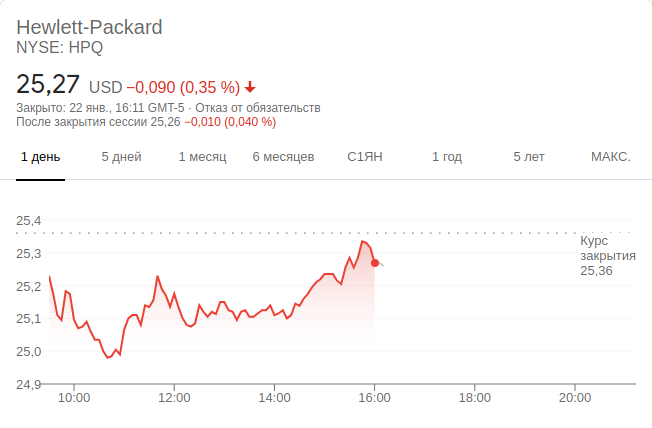 Hewlett-Packard
NYSE: HPQ
25,27 USD −0,090 (0,35 %)
Закрыто: 22 янв., 16:11 GMT-5 · Отказ от обязательств
После закрытия сессии 25,26 −0,010 (0,040 %)
1 день 5 дней 1 месяц 6 месяцев С1ЯН 1 год 5 лет МАКС.
25,4
Курс
закрытия
25,36
25,3
25,2
25,1
25,0
24,9
10:00 12:00 14:00 16:00 18:00 20:00